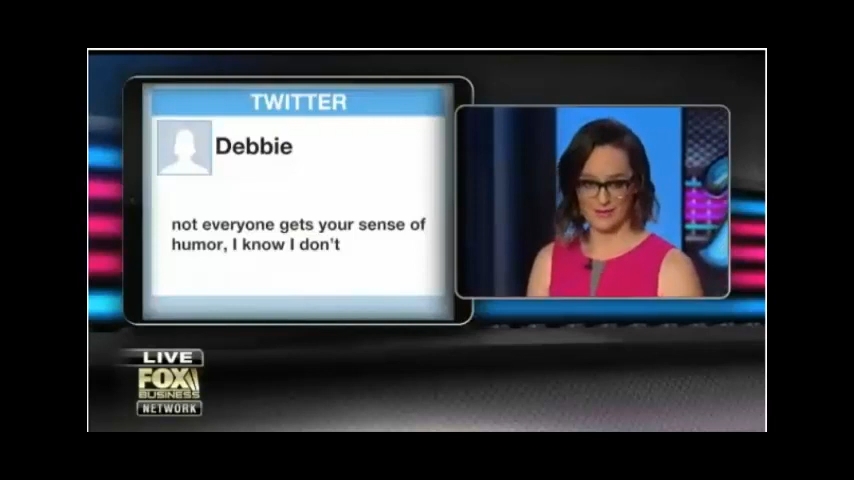 TWITTER
Debbie
not everyone gets your sense of
humor, I know I don't
LIVE
FOX
BUSINESS
NETWORK